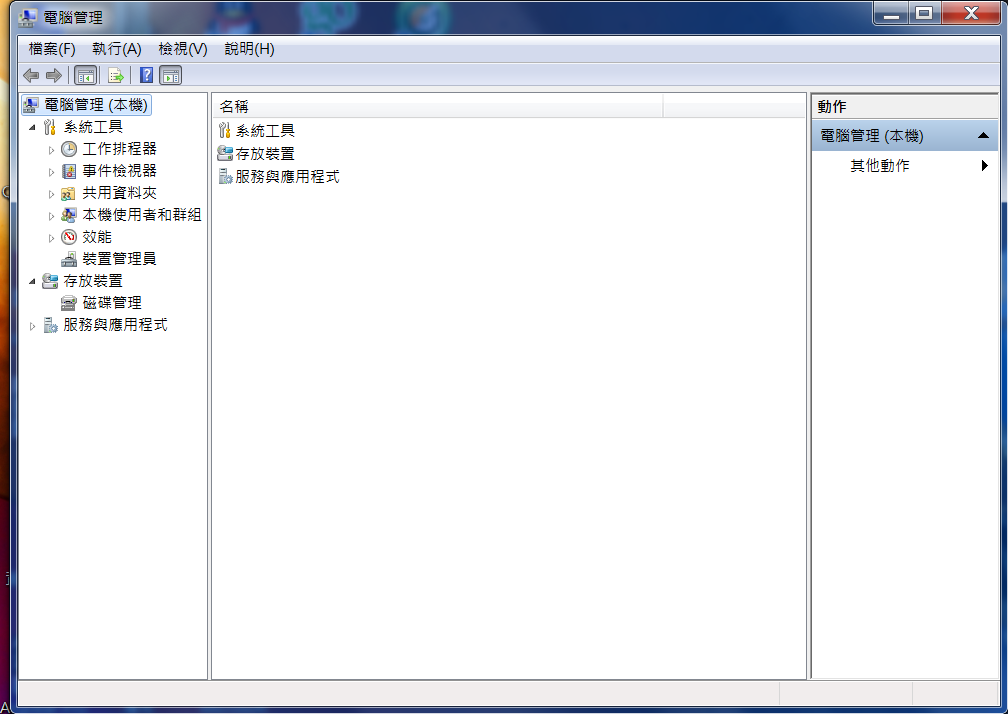 電腦管理
檔案(F) 執行(A) 檢視(V) 說明(H)
電腦管理 (本機)
系統工具
工作排程器
事件檢視器
共用資料夾
本機使用者和群組
效能
裝置管理員
存放裝置
磁碟管理
服務與應用程式
名稱
系統工具
存放裝置
服務與應用程式
動作
電腦管理 (本機)
其他動作